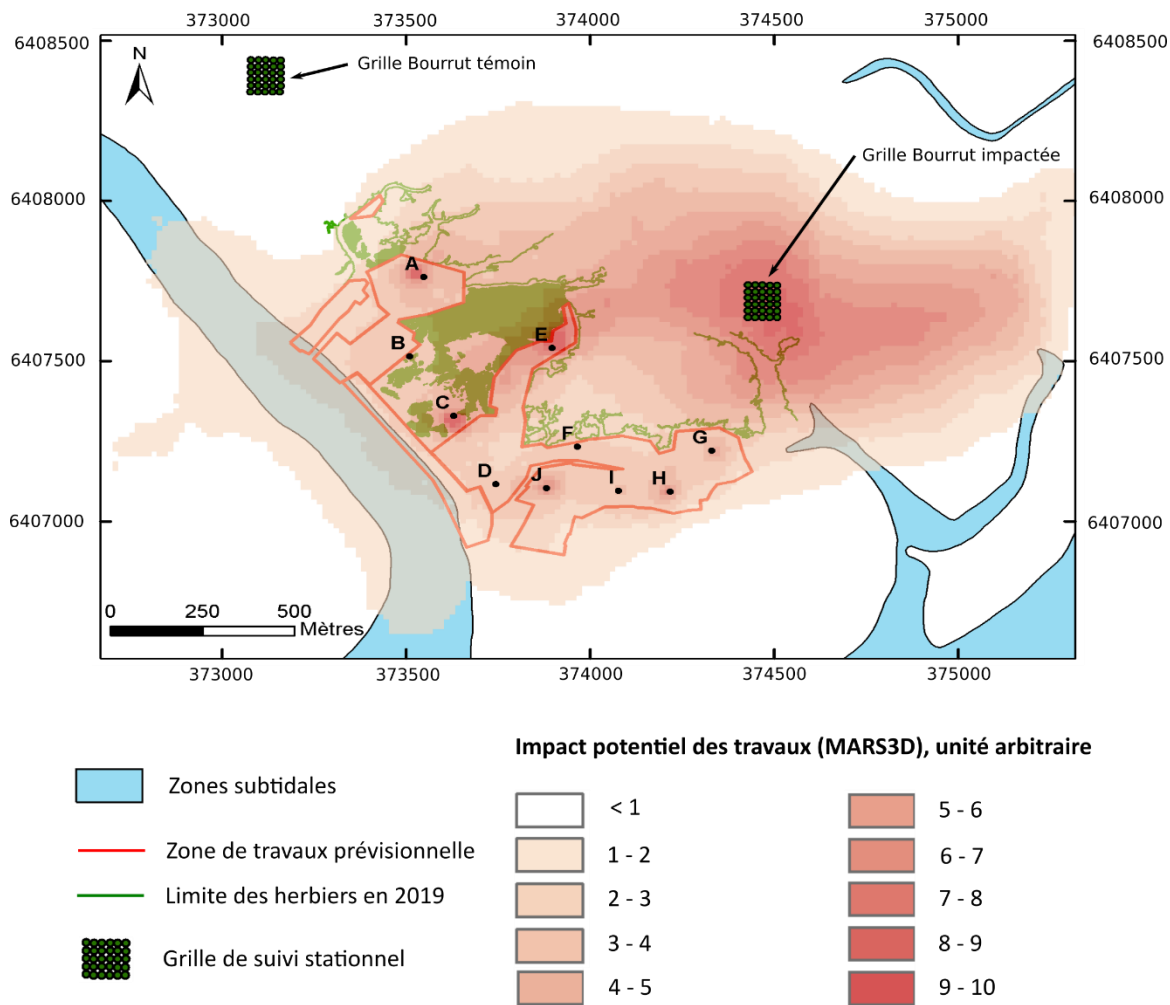 373000 373500 374000 374500 375000
6408500 6408500
N
Grille Bourrut témoin
Grille Bourrut impactée
6408000 6408000
A
B
E
6407500 6407500
C
F
G
D
J
I
H
6407000 6407000
0 250 500
Mètres
373000 373500 374000 374500 375000
Impact potentiel des travaux (MARS3D), unité arbitraire
Zones subtidales
Zone de travaux prévisionnelle
Limite des herbiers en 2019
Grille de suivi stationnel
< 1
1 - 2
2 - 3
3 - 4
4 - 5
5 - 6
6 - 7
7 - 8
8 - 9
9 - 10